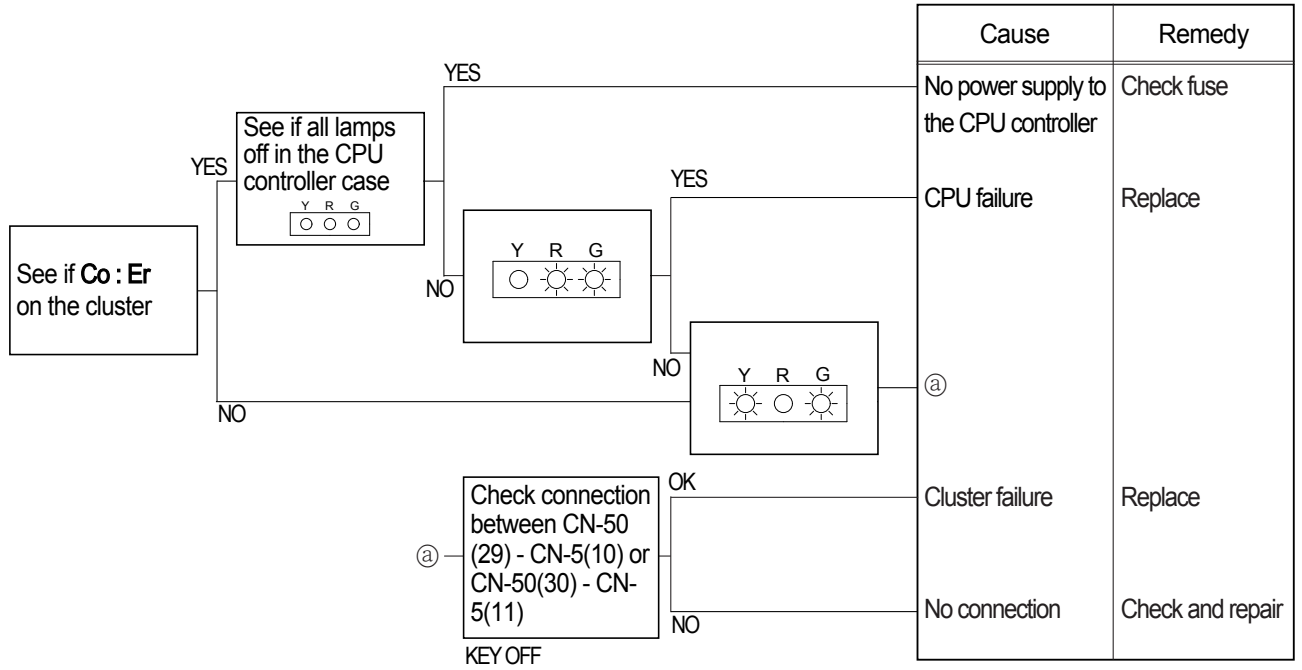 Cause
Remedy
YES
No power supply to
the CPU controller
Check fuse
See if all lamps
off in the CPU
controller case
Y R G
YES
YES
CPU failure
Replace
See if Co : Er
on the cluster
NO
Y R G
NO
Y R G
ⓐ
NO
Check connection
between CN-50
(29) - CN-5(10) or
CN-50(30) - CN-
5(11)
ⓐ
OK
Cluster failure
Replace
NO
No connection
Check and repair
KEY OFF